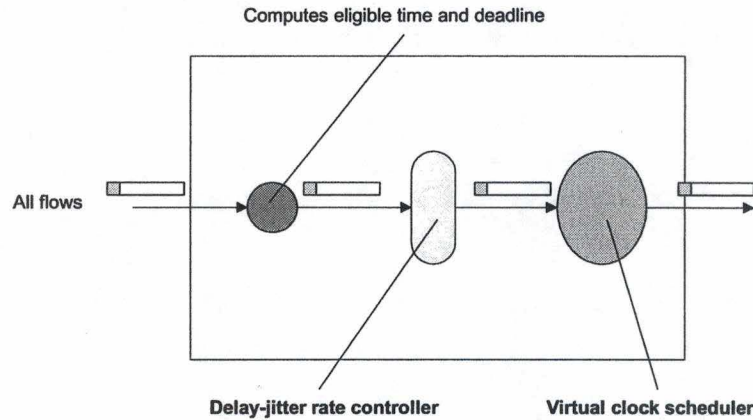 Computes eligible time and deadline
All flows
Delay-jitter rate controller
Virtual clock scheduler